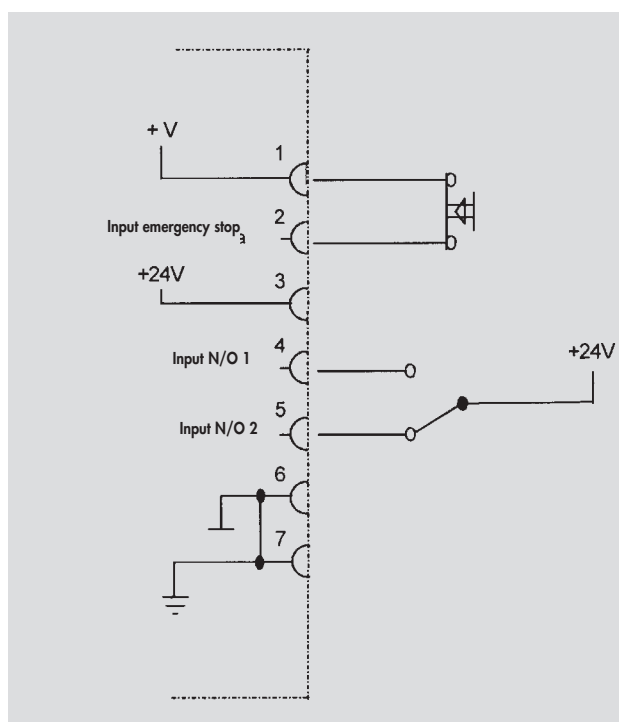 + V
1
Input emergency stop
a
2
+24V
3
Input N/O 1
4
+24V
Input N/O 2
5
6
7